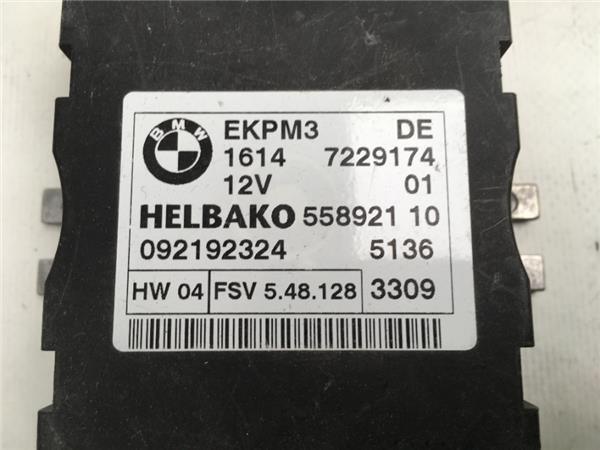 BMW
EKPM3 DE
1614 7229174
12V 01
HELBAKO 558921 10
092192324 5136
HW 04 FSV 5.48.128 3309